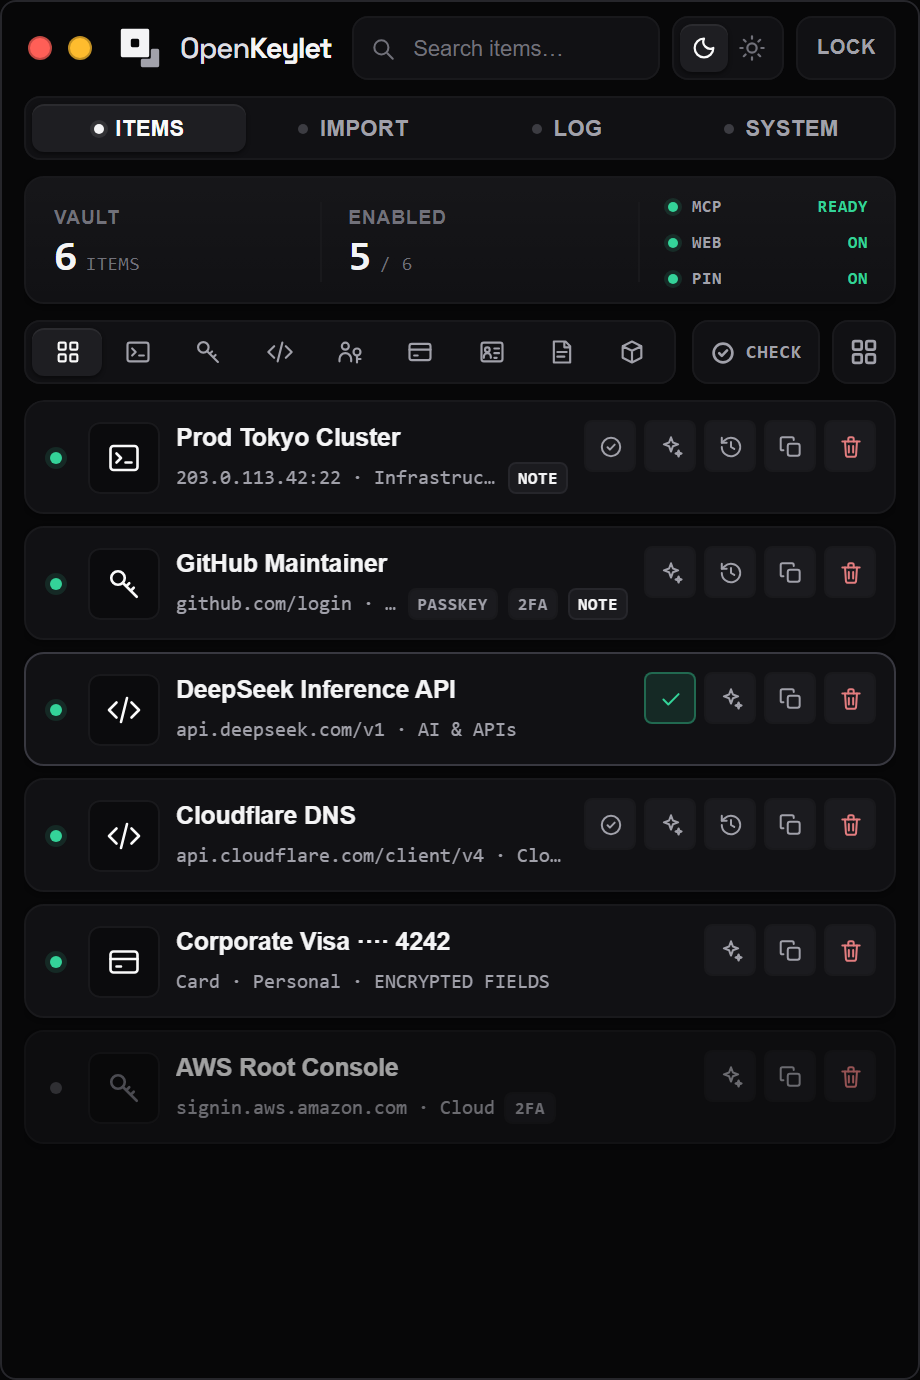 OpenKeylet
Search items…
LOCK
ITEMS
IMPORT
LOG
SYSTEM
VAULT
6 ITEMS
ENABLED
5 / 6
MCP READY
WEB ON
PIN ON
CHECK
Prod Tokyo Cluster
203.0.113.42:22 · Infrastruc… NOTE
GitHub Maintainer
github.com/login · … PASSKEY 2FA NOTE
DeepSeek Inference API
api.deepseek.com/v1 · AI & APIs
Cloudflare DNS
api.cloudflare.com/client/v4 · Clo…
Corporate Visa ···· 4242
Card · Personal · ENCRYPTED FIELDS
AWS Root Console
signin.aws.amazon.com · Cloud 2FA